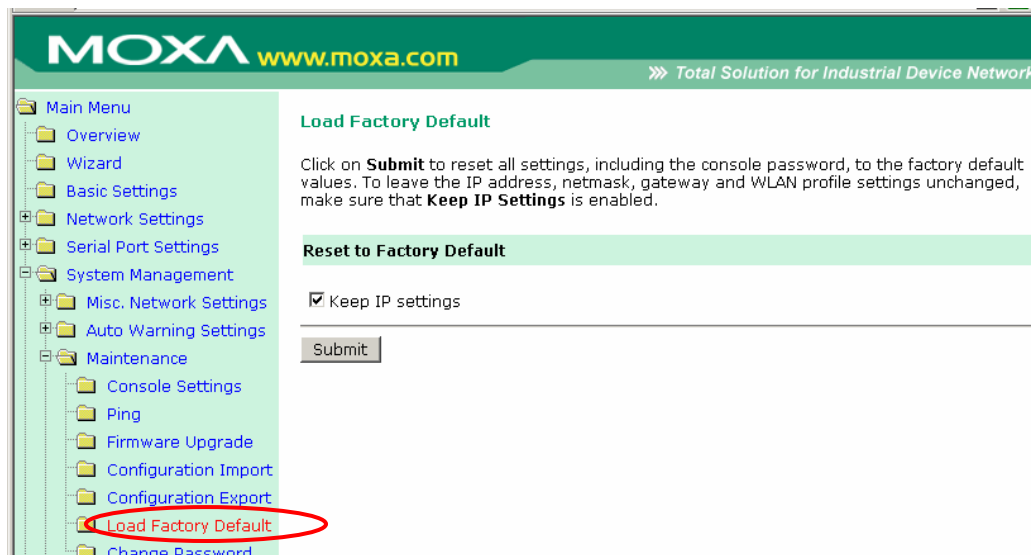 MOXA www.moxa.com
Total Solution for Industrial Device Network
Main Menu
Overview
Wizard
Basic Settings
Network Settings
Serial Port Settings
System Management
Misc. Network Settings
Auto Warning Settings
Maintenance
Console Settings
Ping
Firmware Upgrade
Configuration Import
Configuration Export
Load Factory Default
Change Password
Load Factory Default
Click on Submit to reset all settings, including the console password, to the factory default
values. To leave the IP address, netmask, gateway and WLAN profile settings unchanged,
make sure that Keep IP Settings is enabled.
Reset to Factory Default
Keep IP settings
Submit